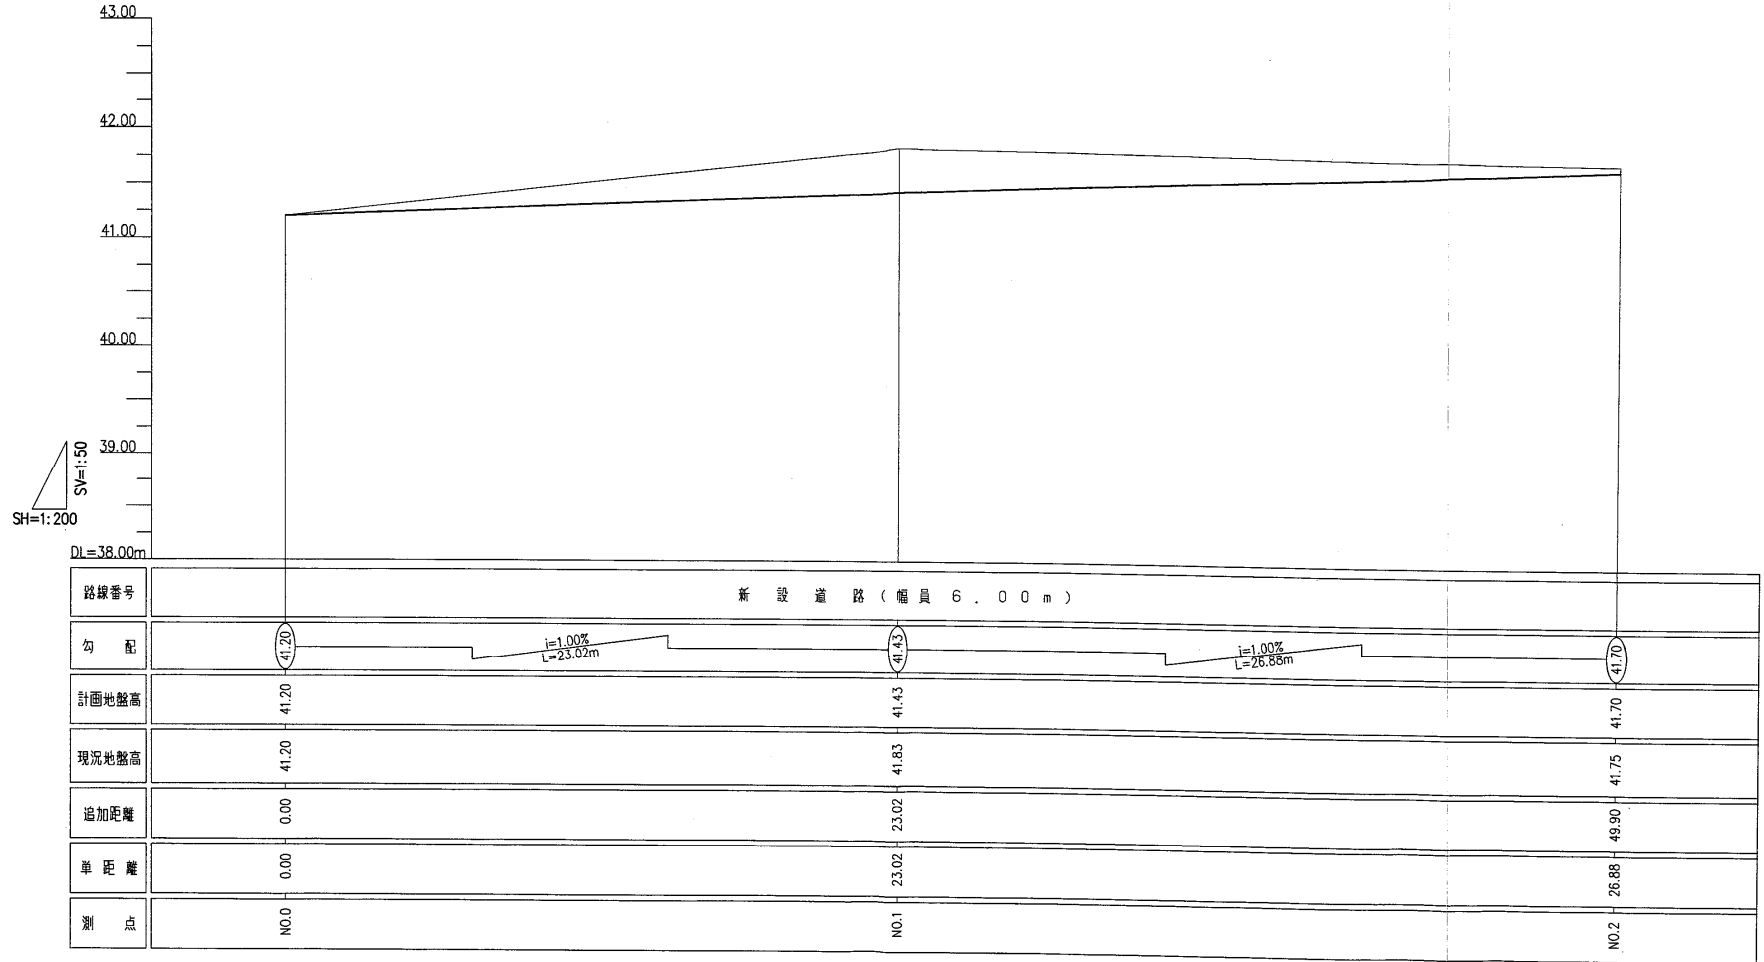 43.00
42.00
41.00
40.00
39.00
SV=1:50
SH=1:200
DL=38.00m
路線番号 新設道路(幅員6.00m)
勾配 41.20 i=1.00% L=23.02m 41.43 i=1.00% L=26.88m 41.70
計画地盤高 41.20 41.43 41.70
現況地盤高 41.20 41.83 41.75
追加距離 0.00 23.02 49.90
単距離 0.00 23.02 26.88
測点 NO.0 NO.1 NO.2